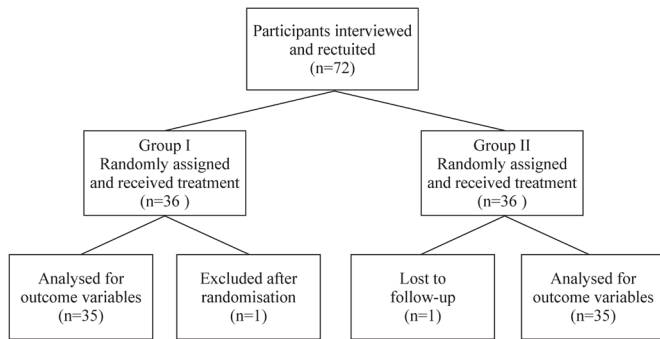 Participants interviewed
and rectuited
(n=72)
Group I
Randomly assigned
and received treatment
(n=36 )
Group II
Randomly assigned
and received treatment
(n=36 )
Analysed for
outcome variables
(n=35)
Excluded after
randomisation
(n=1)
Lost to
follow-up
(n=1)
Analysed for
outcome variables
(n=35)